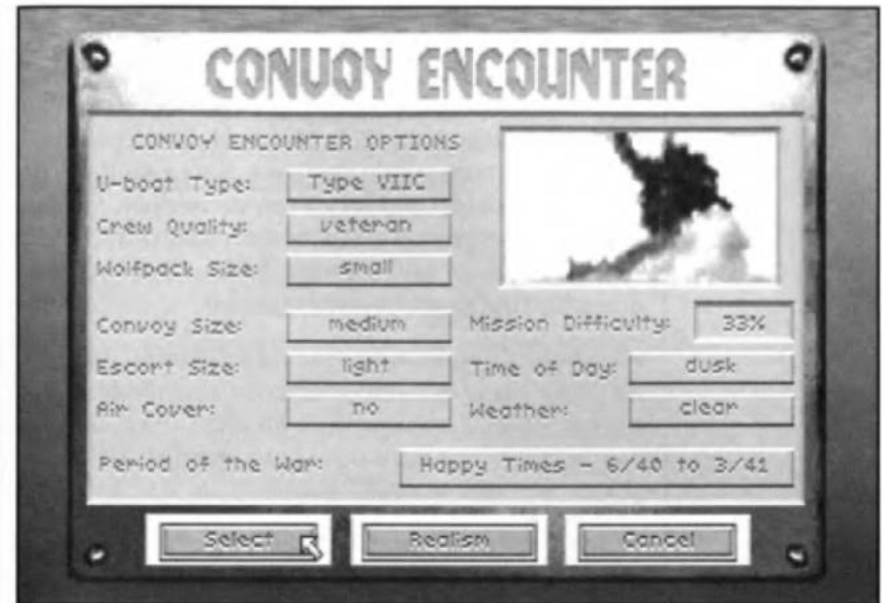 CONVOY ENCOUNTER
CONVOY ENCOUNTER OPTIONS
U-boat Type: Type VIIC
Crew Quality: veteran
Wolfpack Size: small
Convoy Size: medium
Escort Size: light
Air Cover: no
Mission Difficulty: 33%
Time of Day: dusk
Weather: clear
Period of the War: Happy Times - 6/40 to 3/41
Select Realism Cancel